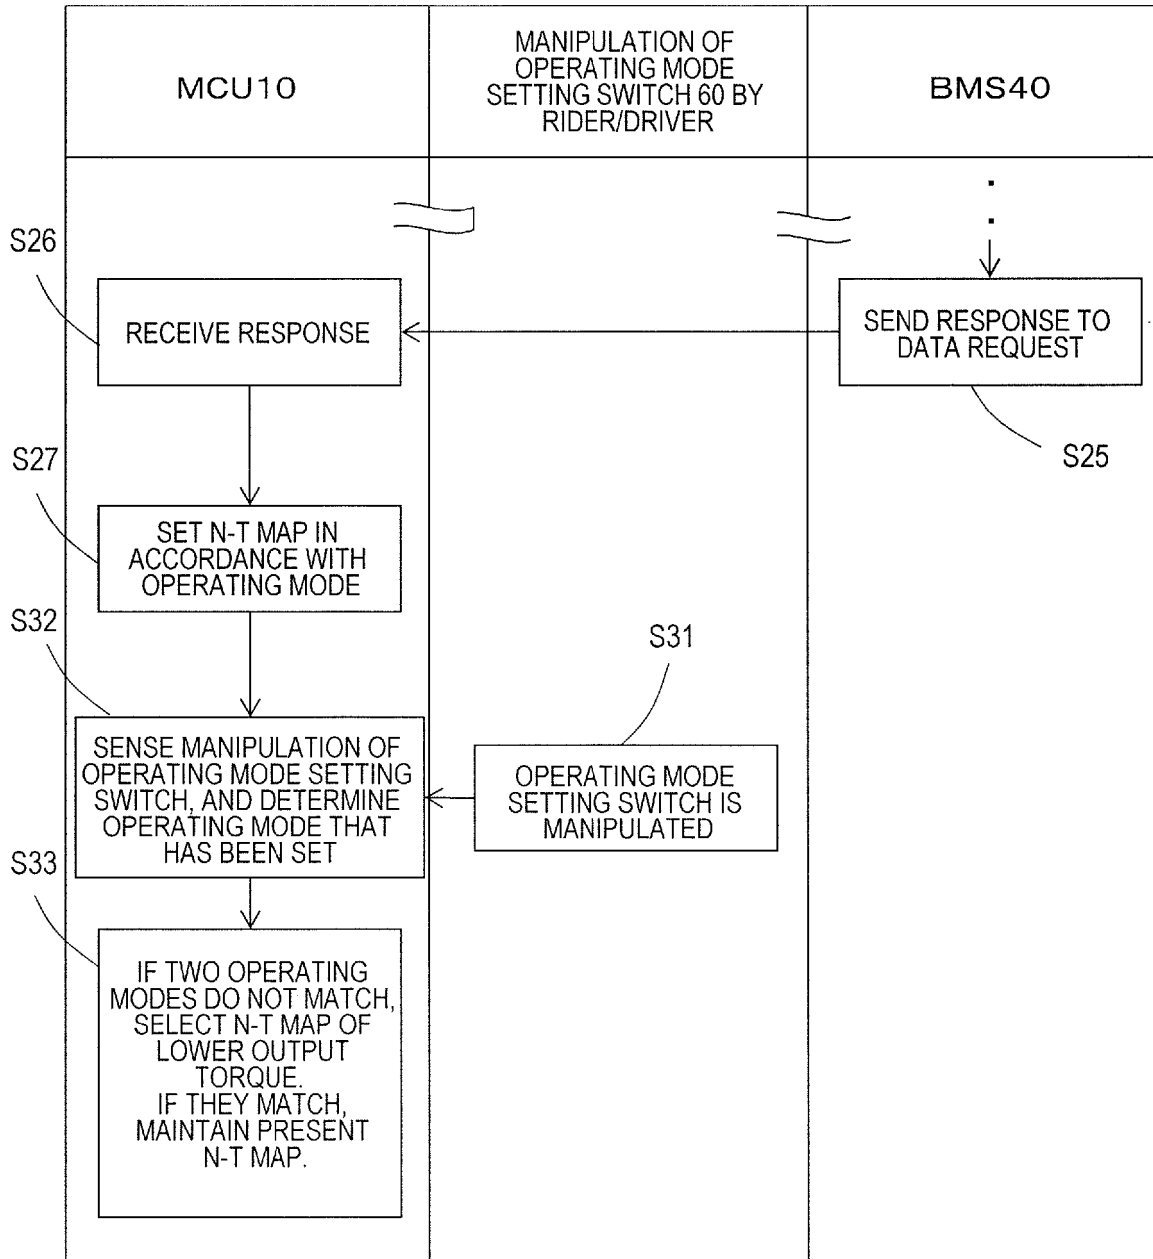 MCU10
MANIPULATION OF
OPERATING MODE
SETTING SWITCH 60 BY
RIDER/DRIVER
BMS40
S26
RECEIVE RESPONSE
SEND RESPONSE TO
DATA REQUEST
S25
S27
SET N-T MAP IN
ACCORDANCE WITH
OPERATING MODE
S32
S31
SENSE MANIPULATION OF
OPERATING MODE SETTING
SWITCH, AND DETERMINE
OPERATING MODE THAT
HAS BEEN SET
OPERATING MODE
SETTING SWITCH IS
MANIPULATED
S33
IF TWO OPERATING
MODES DO NOT MATCH,
SELECT N-T MAP OF
LOWER OUTPUT
TORQUE.
IF THEY MATCH,
MAINTAIN PRESENT
N-T MAP.